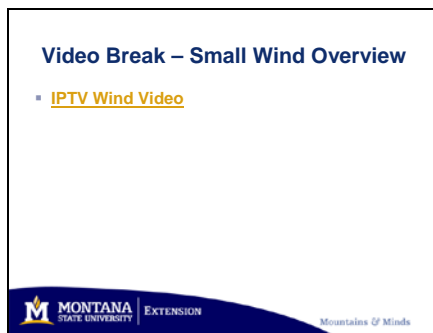 Video Break – Small Wind Overview
▪ IPTV Wind Video
M MONTANA
STATE UNIVERSITY
EXTENSION
Mountains & Minds